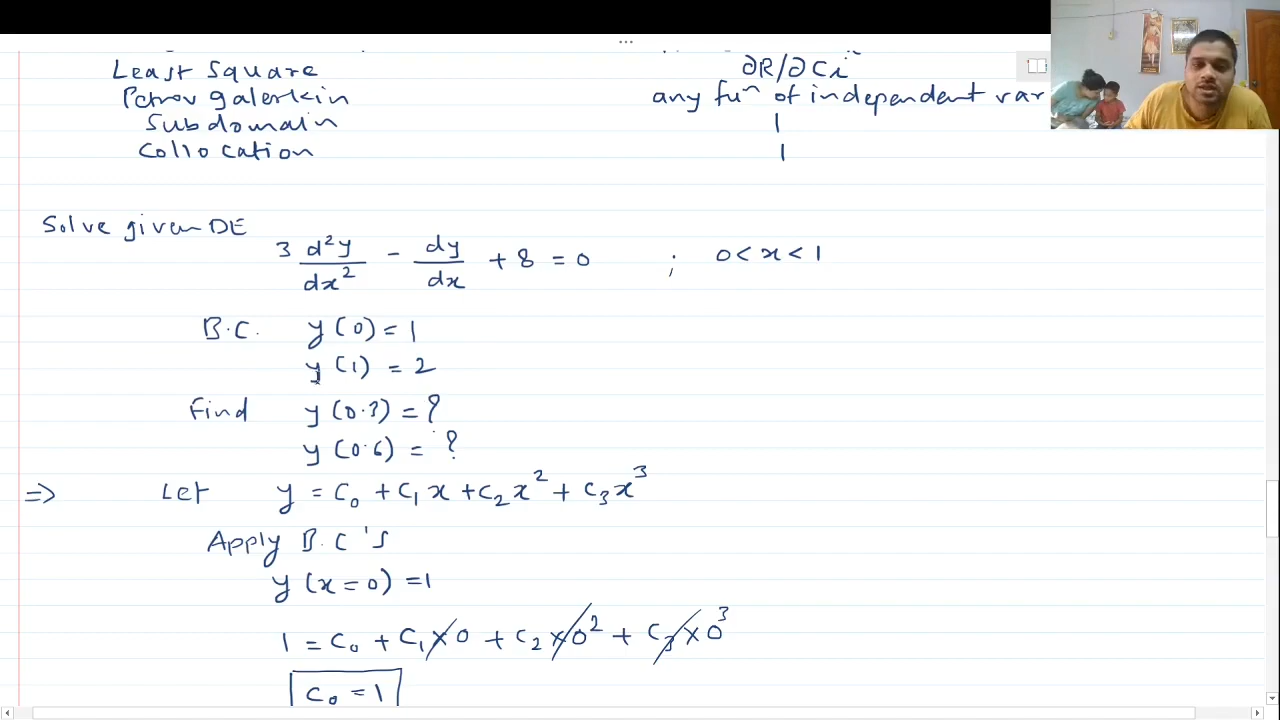 Least Square ∂R/∂Ci
Petrov galerkin any fuⁿ of independent var
Subdomain 1
Collocation 1
Solve given DE
3 d²y/dx² - dy/dx + 8 = 0 ; 0 < x < 1
B.C. y(0) = 1
y(1) = 2
Find y(0.3) = ?
y(0.6) = ?
=> Let y = C₀ + C₁x + C₂x² + C₃x³
Apply B.C's
y(x=0) = 1
1 = C₀ + C₁×0 + C₂×0² + C₃×0³
C₀ = 1